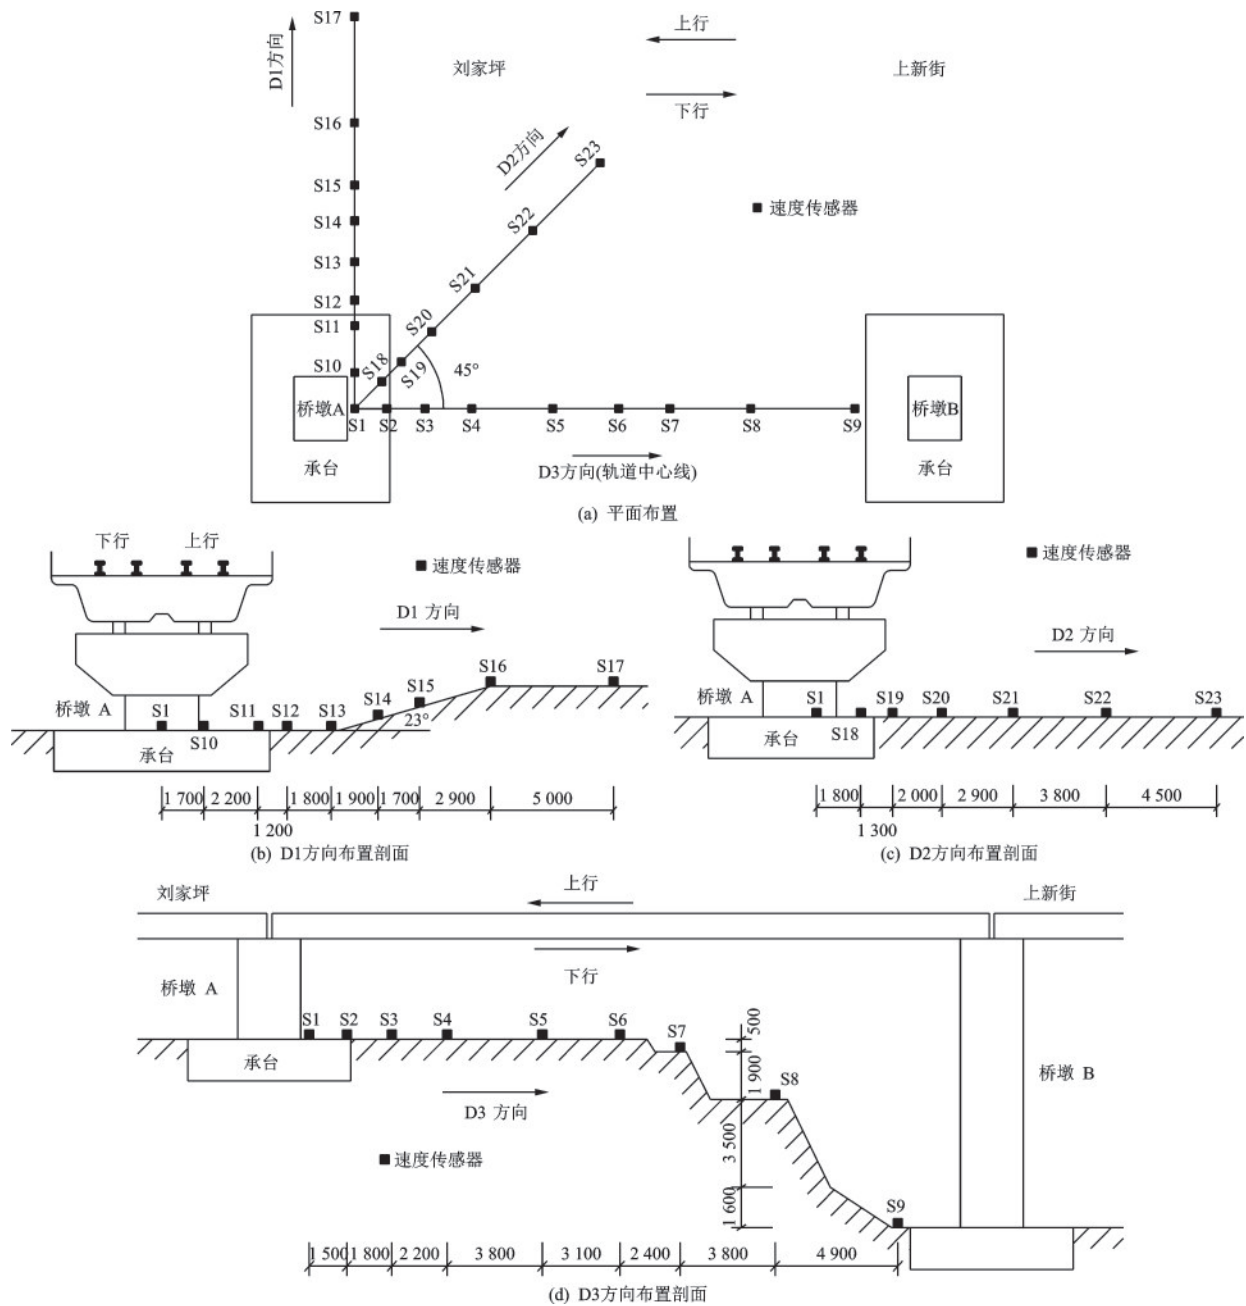 S17
上行
D1方向
刘家坪
上新街
下行
S16
D2方向
S23
S15
速度传感器
S14
S22
S13
S21
S12
S11
S20
S10
S18
S19
45°
桥墩A
桥墩B
S1
S2
S3
S4
S5
S6
S7
S8
S9
承台
承台
D3方向(轨道中心线)
(a) 平面布置
下行
上行
速度传感器
D1 方向
S16
S17
S15
S14
桥墩 A
S1
S11
S12
S13
23°
S10
承台
1 700
2 200
1 800
1 900
1 700
2 900
5 000
1 200
(b) D1方向布置剖面
速度传感器
D2 方向
桥墩 A
S1
S19
S20
S21
S22
S23
S18
承台
1 800
2 000
2 900
3 800
4 500
1 300
(c) D2方向布置剖面
刘家坪
上行
上新街
下行
桥墩 A
S1
S2
S3
S4
S5
S6
S7
500
承台
1 900
桥墩 B
S8
D3 方向
3 500
速度传感器
1 600
S9
1 500
1 800
2 200
3 800
3 100
2 400
3 800
4 900
(d) D3方向布置剖面